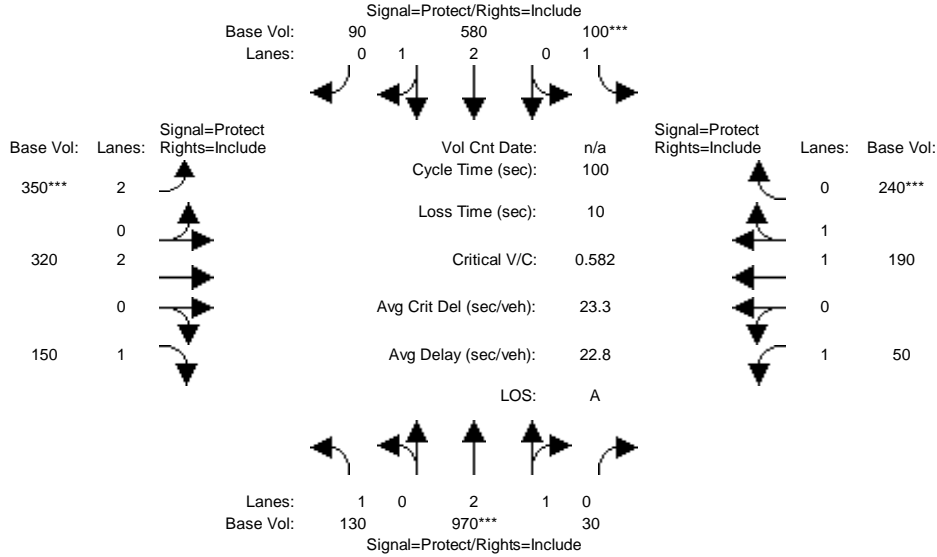 Signal=Protect/Rights=Include
Base Vol: 90 580 100***
Lanes: 0 1 2 0 1
Signal=Protect
Base Vol: Lanes: Rights=Include
Vol Cnt Date: n/a
Signal=Protect
Rights=Include Lanes: Base Vol:
Cycle Time (sec): 100
350*** 2
0 240***
Loss Time (sec): 10
0
1
320 2
Critical V/C: 0.582
1 190
0
Avg Crit Del (sec/veh): 23.3
0
150 1
Avg Delay (sec/veh): 22.8
1 50
LOS: A
Lanes: 1 0 2 1 0
Base Vol: 130 970*** 30
Signal=Protect/Rights=Include